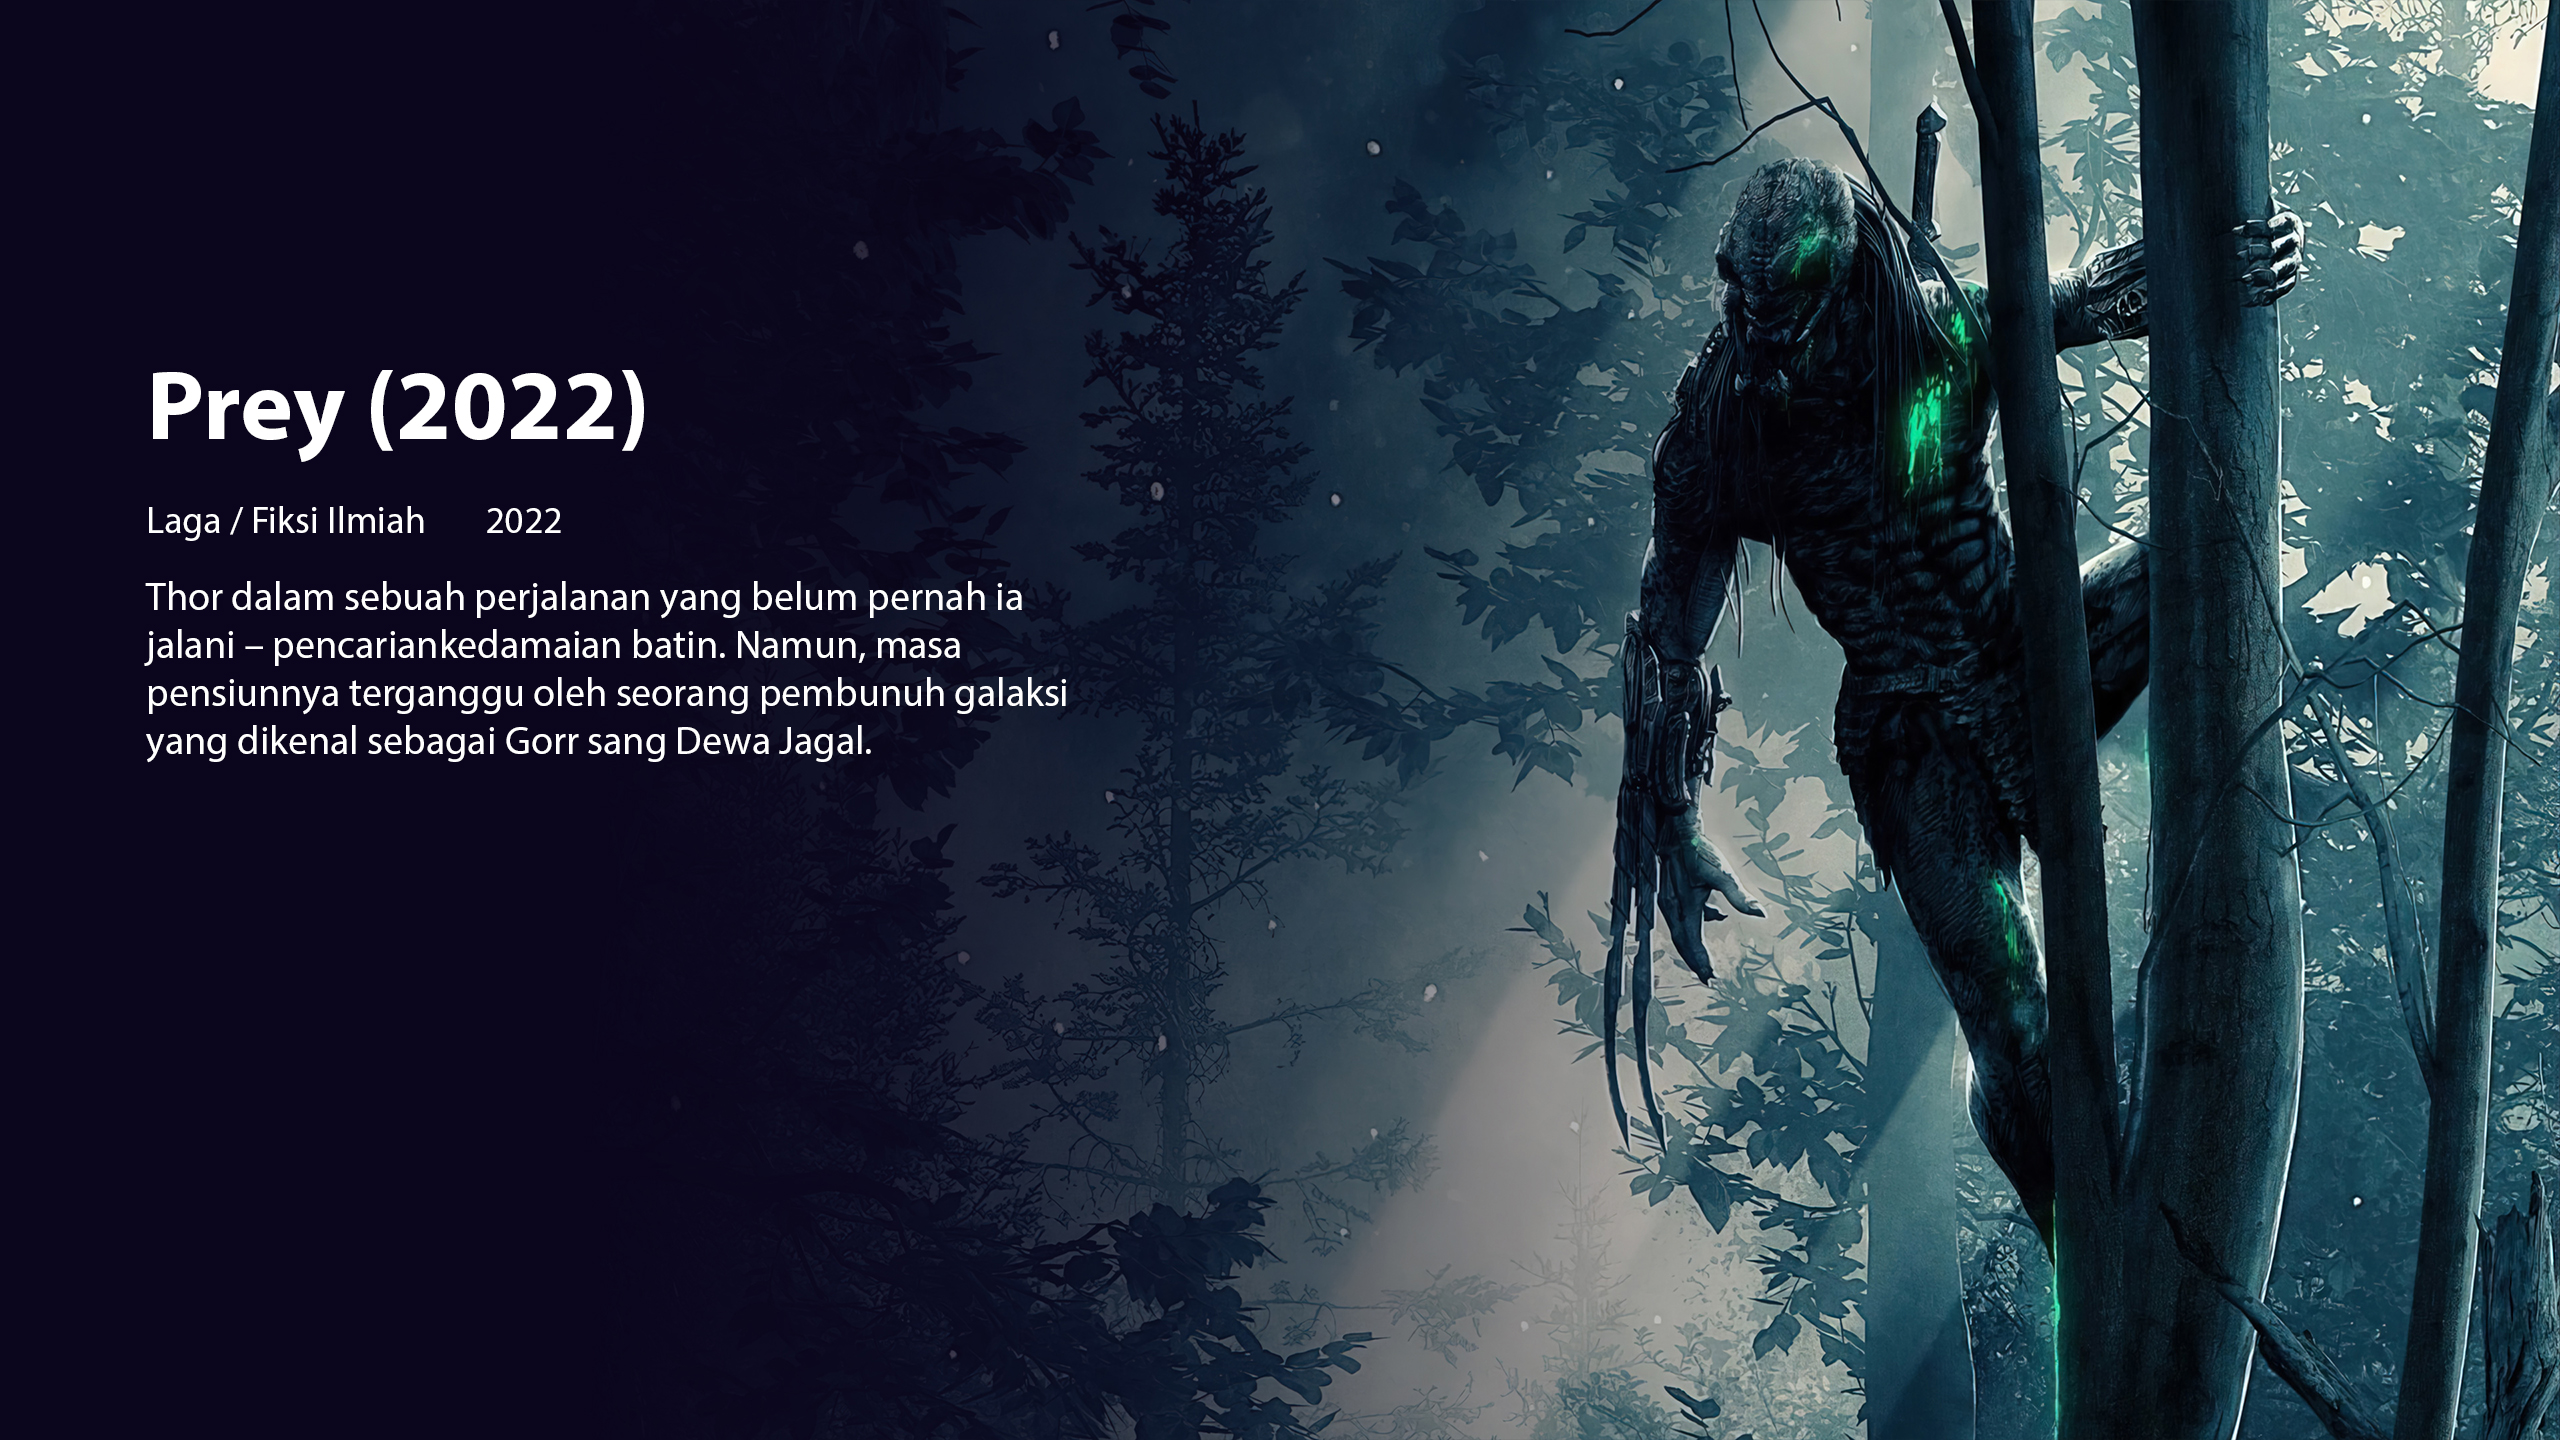 Prey (2022)
Laga / Fiksi Ilmiah 2022
Thor dalam sebuah perjalanan yang belum pernah ia
jalani – pencariankedamaian batin. Namun, masa
pensiunnya terganggu oleh seorang pembunuh galaksi
yang dikenal sebagai Gorr sang Dewa Jagal.